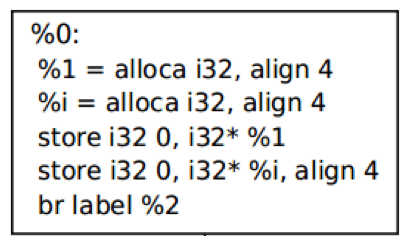 %0:
%1 = alloca i32, align 4
%i = alloca i32, align 4
store i32 0, i32* %1
store i32 0, i32* %i, align 4
br label %2